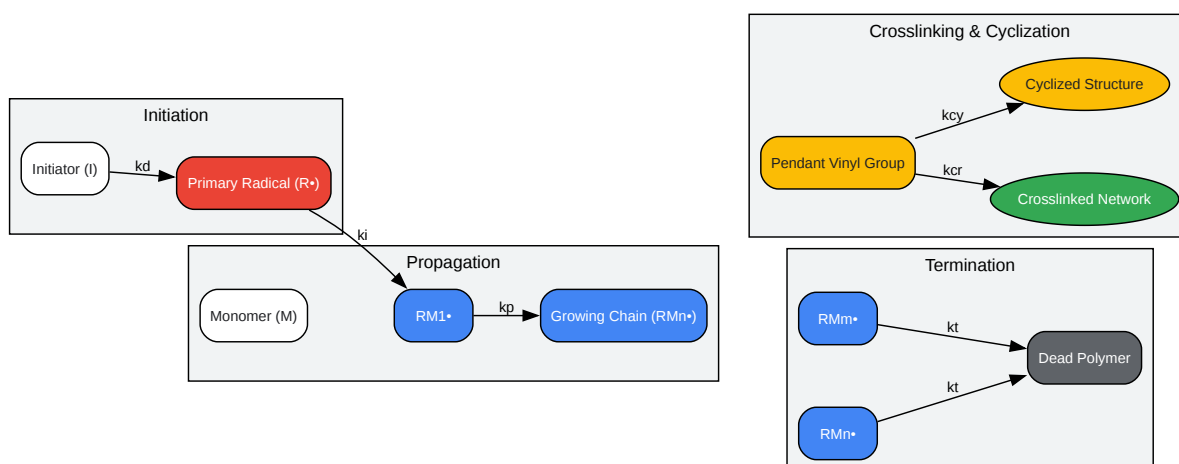 Initiation
Initiator (I)
kd
Primary Radical (R•)
ki
Propagation
Monomer (M)
RM1•
kp
Growing Chain (RMn•)
Crosslinking & Cyclization
Pendant Vinyl Group
kcy
Cyclized Structure
kcr
Crosslinked Network
Termination
RMm•
kt
RMn•
kt
Dead Polymer